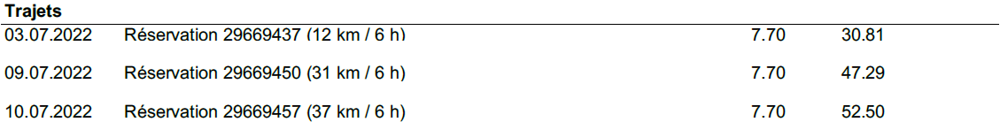 Trajets
03.07.2022 Réservation 29669437 (12 km / 6 h) 7.70 30.81
09.07.2022 Réservation 29669450 (31 km / 6 h) 7.70 47.29
10.07.2022 Réservation 29669457 (37 km / 6 h) 7.70 52.50